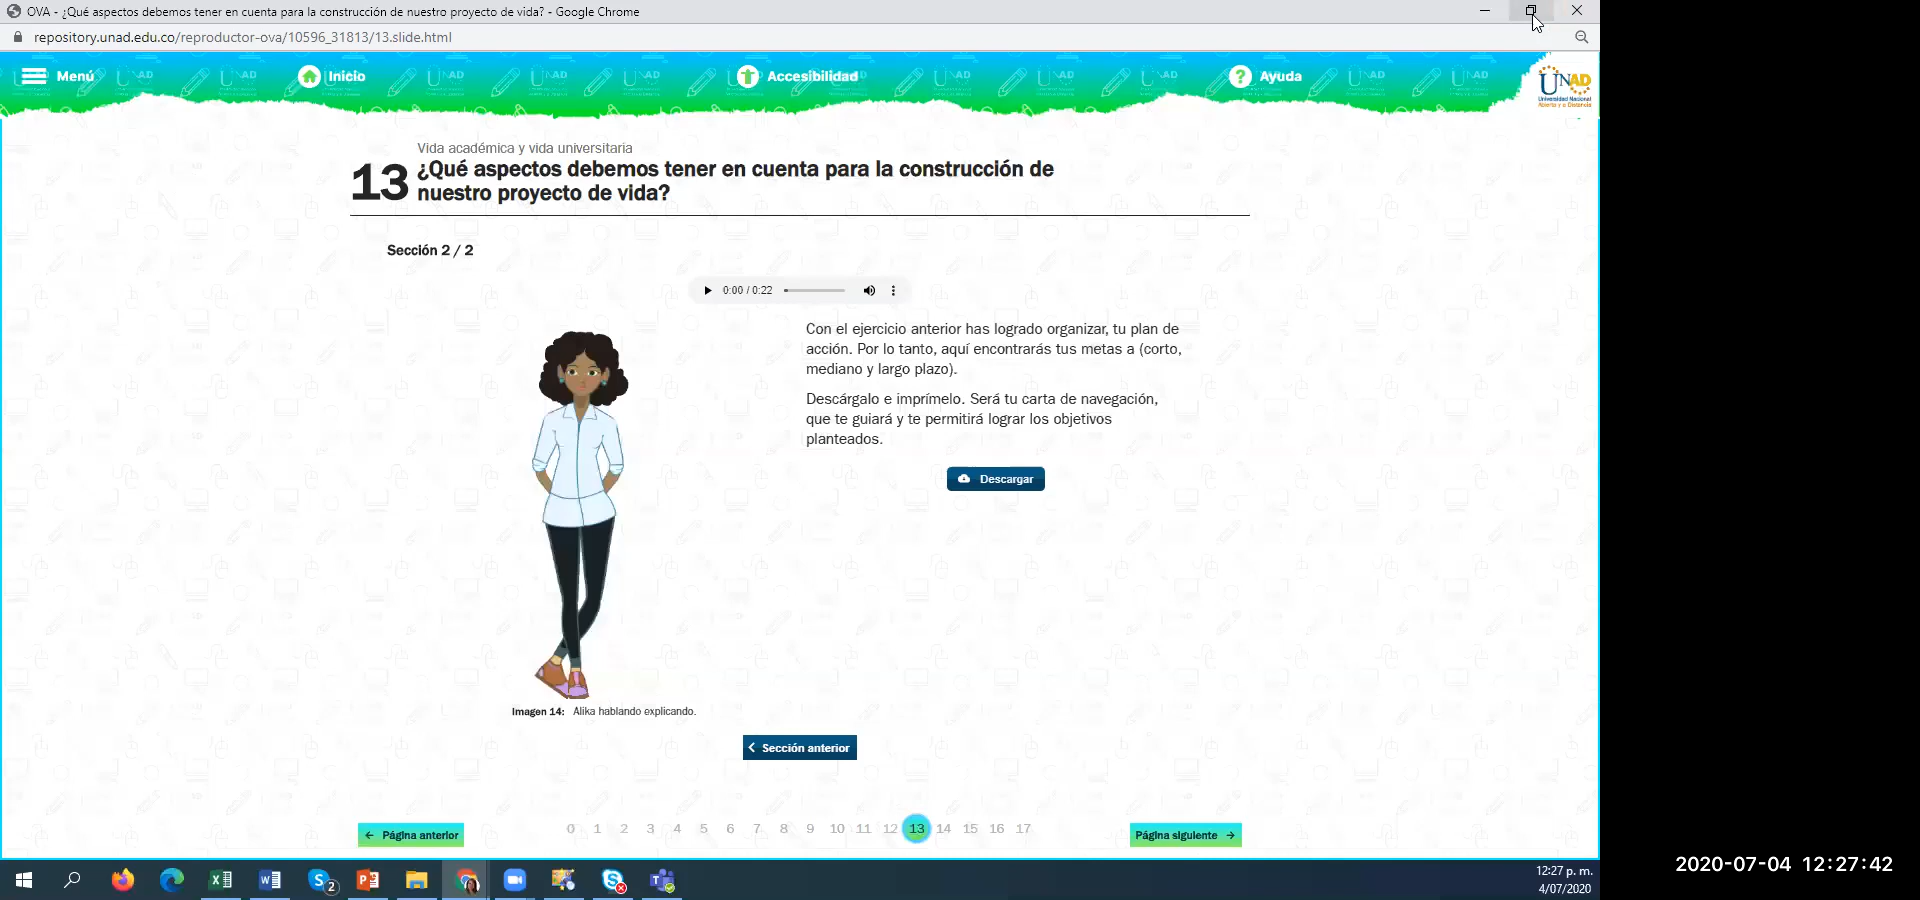 OVA - ¿Qué aspectos debemos tener en cuenta para la construcción de nuestro proyecto de vida? - Google Chrome
repository.unad.edu.co/reproductor-ova/10596_31813/13.slide.html
Menú
Inicio
Accesibilidad
Ayuda
UNAD
Universidad Nacional
Abierta y a Distancia
Vida académica y vida universitaria
13
¿Qué aspectos debemos tener en cuenta para la construcción de
nuestro proyecto de vida?
Sección 2 / 2
0:00 / 0:22
Con el ejercicio anterior has logrado organizar, tu plan de
acción. Por lo tanto, aquí encontrarás tus metas a (corto,
mediano y largo plazo).
Descárgalo e imprímelo. Será tu carta de navegación,
que te guiará y te permitirá lograr los objetivos
planteados.
Descargar
Imagen 14: Alika hablando explicando.
Sección anterior
Página anterior
0 1 2 3 4 5 6 7 8 9 10 11 12 13 14 15 16 17
Página siguiente
2
12:27 p. m.
4/07/2020
2020-07-04 12:27:42